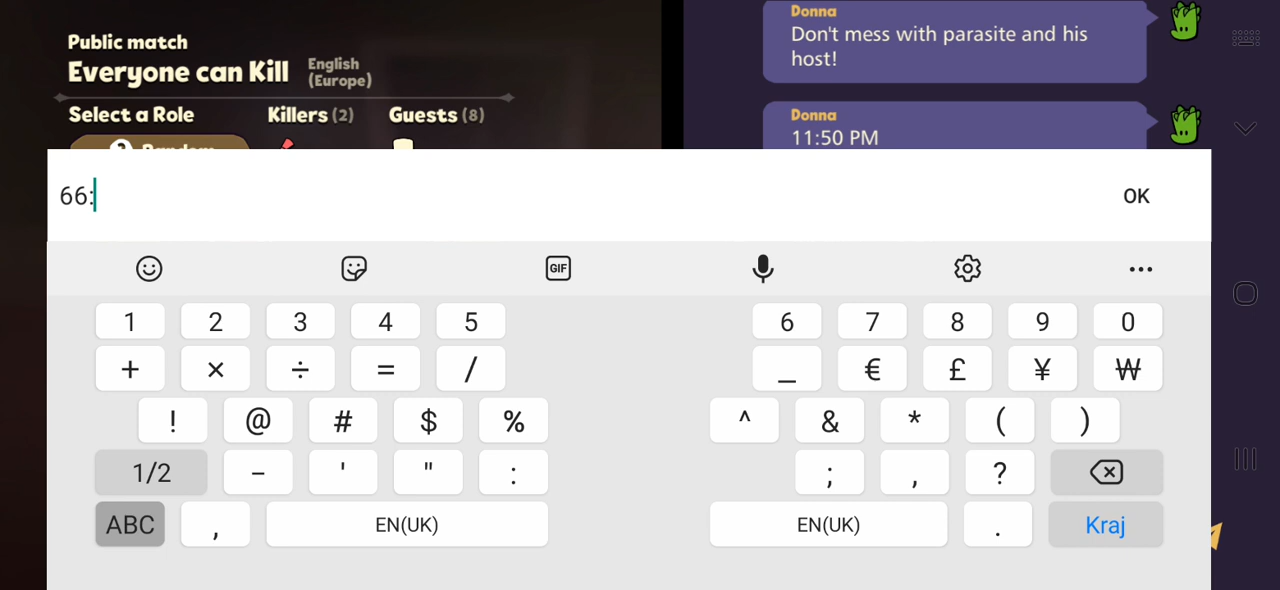 Public match
Everyone can Kill
English
(Europe)
Select a Role
Killers (2)
Guests (8)
Random
Donna
Don't mess with parasite and his
host!
Donna
11:50 PM
66:
OK
GIF
1 2 3 4 5 6 7 8 9 0
+ × ÷ = / _ € £ ¥ ₩
! @ # $ % ^ & * ( )
1/2 - ' " : ; , ?
ABC , EN(UK) EN(UK) . Kraj